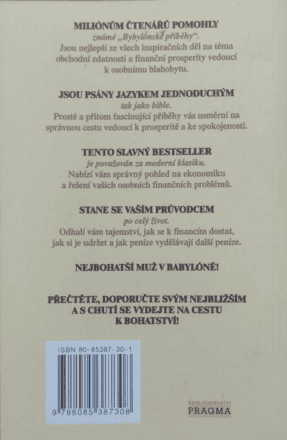 MILIÓNŮM ČTENÁŘŮ POMOHLY
známé „Bybylónské příběhy“.
Jsou nejlepší ze všech inspiračních děl na téma
obchodní zdatnosti a finanční prosperity vedoucí
k osobnímu blahobytu.
JSOU PSÁNY JAZYKEM JEDNODUCHÝM
tak jako bible.
Prosté a přitom fascinující příběhy vás usměrní na
správnou cestu vedoucí k prosperitě a ke spokojenosti.
TENTO SLAVNÝ BESTSELLER
je považován za moderní klasiku.
Nabízí vám správný pohled na ekonomiku
a řešení vašich osobních finančních problémů.
STANE SE VAŠÍM PRŮVODCEM
po celý život.
Odhalí vám tajemství, jak se k financím dostat,
jak si je udržet a jak peníze vydělávají další peníze.
NEJBOHATŠÍ MUŽ V BABYLÓNĚ!
PŘEČTĚTE, DOPORUČTE SVÝM NEJBLIŽŠÍM
A S CHUTÍ SE VYDEJTE NA CESTU
K BOHATSTVÍ!
ISBN 80-85387-30-1
9 788085 387308
NAKLADATELSTVÍ
PRAGMA